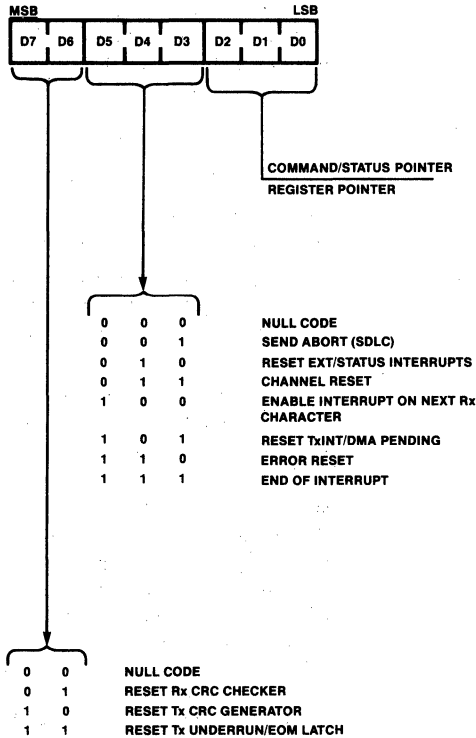 MSB LSB
D7 D6 D5 D4 D3 D2 D1 D0
COMMAND/STATUS POINTER
REGISTER POINTER
0 0 0 NULL CODE
0 0 1 SEND ABORT (SDLC)
0 1 0 RESET EXT/STATUS INTERRUPTS
0 1 1 CHANNEL RESET
1 0 0 ENABLE INTERRUPT ON NEXT Rx
CHARACTER
1 0 1 RESET TxINT/DMA PENDING
1 1 0 ERROR RESET
1 1 1 END OF INTERRUPT
0 0 NULL CODE
0 1 RESET Rx CRC CHECKER
1 0 RESET Tx CRC GENERATOR
1 1 RESET Tx UNDERRUN/EOM LATCH